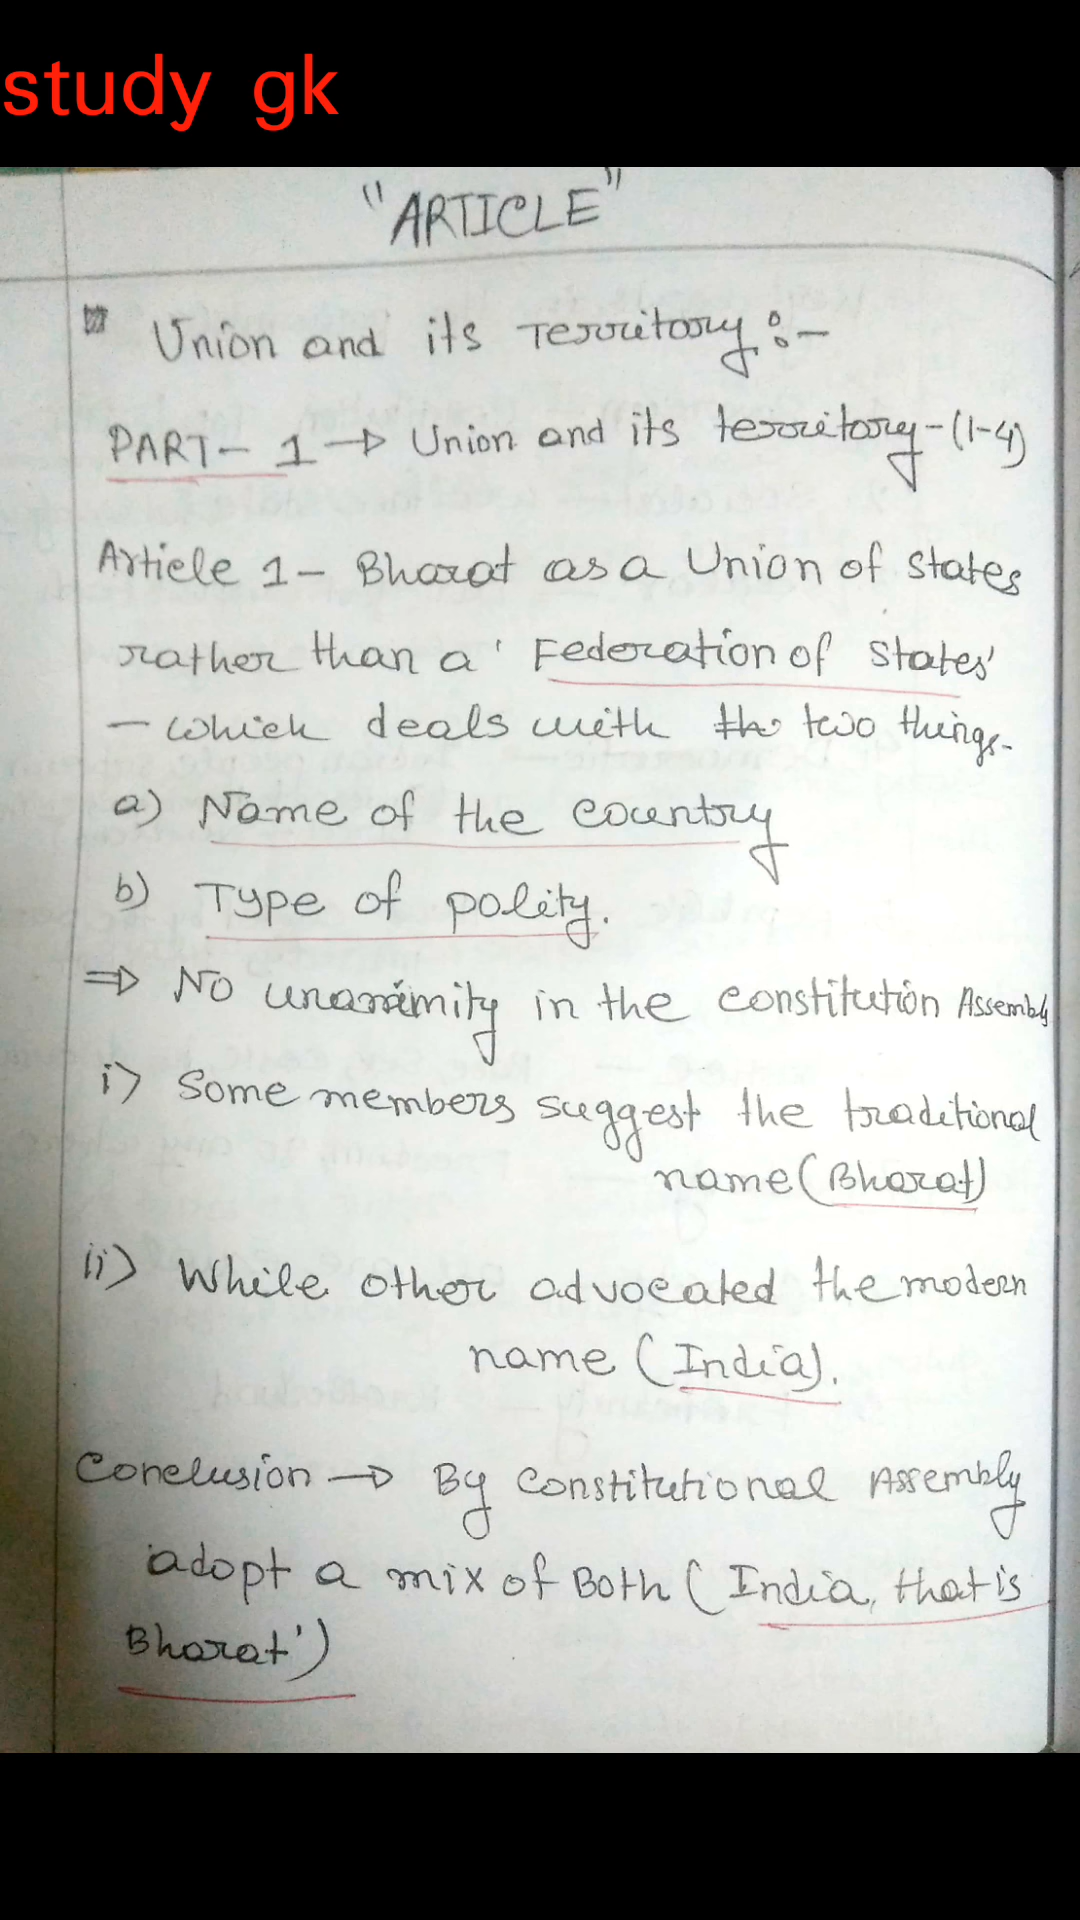 study gk
"ARTICLE"
Union and its Territory :-
PART- 1 → Union and its territory - (1-4)
Article 1 - Bharat as a Union of States
rather than a 'Federation of States'
- which deals with the two things.
a) Name of the country
b) Type of polity.
⇒ No unanimity in the constitution Assembly
i) Some members suggest the traditional
name (Bharat)
ii) While other advocated the modern
name (India).
Conclusion → By Constitutional Assembly
adopt a mix of Both (India, that is
Bharat')